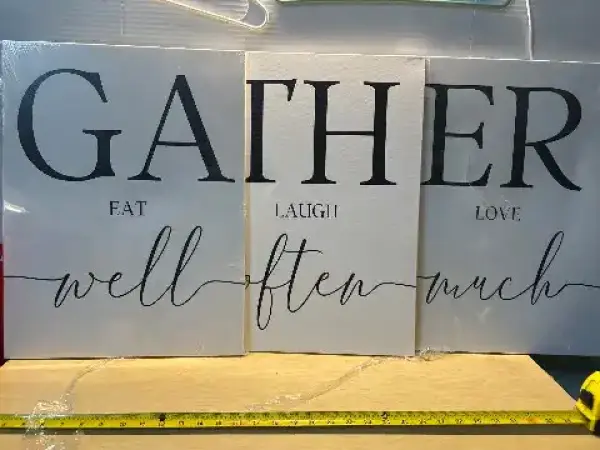 GATHER
EAT LAUGH LOVE
well often much